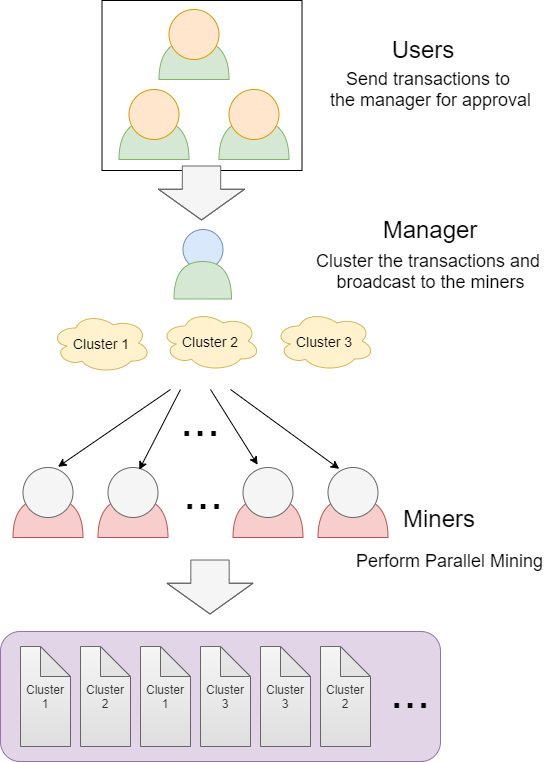 Users
Send transactions to
the manager for approval
Manager
Cluster the transactions and
broadcast to the miners
Cluster 1
Cluster 2
Cluster 3
...
...
Miners
Perform Parallel Mining
Cluster
1
Cluster
2
Cluster
1
Cluster
3
Cluster
3
Cluster
2
...